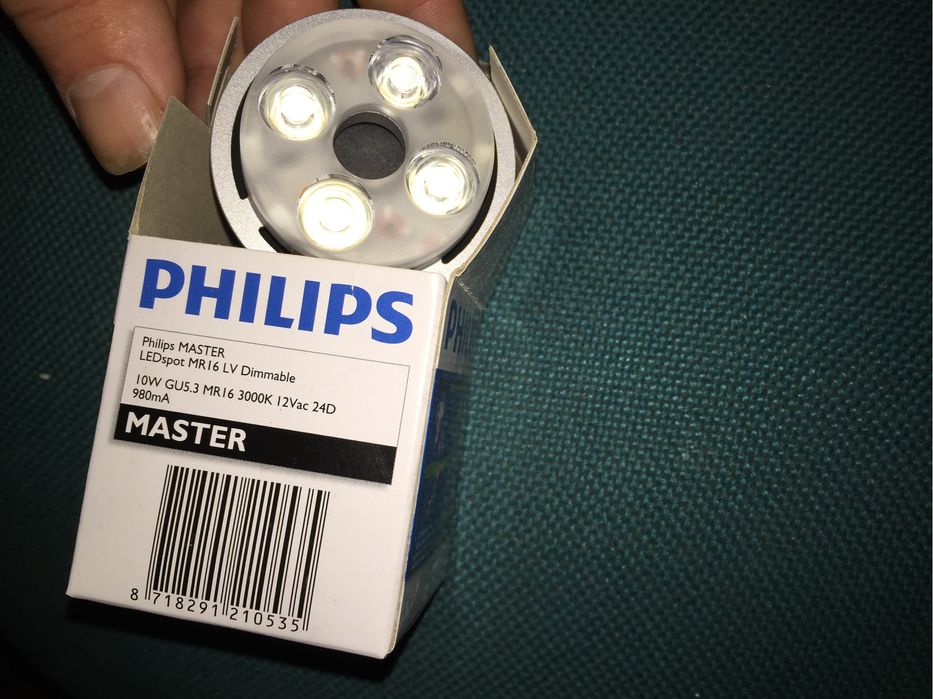 PHILIPS
Philips MASTER
LEDspot MR16 LV Dimmable
10W GU5.3 MR16 3000K 12Vac 24D
980mA
MASTER
8 718291 210535